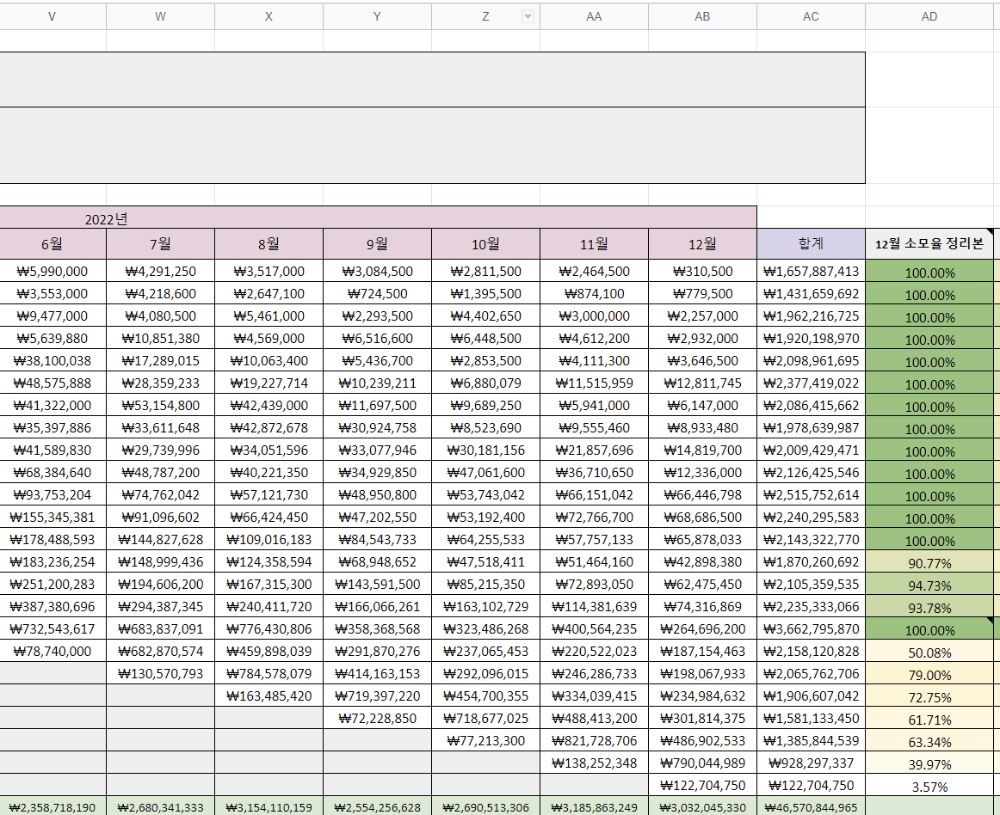 V W X Y Z AA AB AC AD
2022년
6월 7월 8월 9월 10월 11월 12월 합계 12월 소모율 정리본
₩5,990,000 ₩4,291,250 ₩3,517,000 ₩3,084,500 ₩2,811,500 ₩2,464,500 ₩310,500 ₩1,657,887,413 100.00%
₩3,553,000 ₩4,218,600 ₩2,647,100 ₩724,500 ₩1,395,500 ₩874,100 ₩779,500 ₩1,431,659,692 100.00%
₩9,477,000 ₩4,080,500 ₩5,461,000 ₩2,293,500 ₩4,402,650 ₩3,000,000 ₩2,257,000 ₩1,962,216,725 100.00%
₩5,639,880 ₩10,851,380 ₩4,569,000 ₩6,516,600 ₩6,448,500 ₩4,612,200 ₩2,932,000 ₩1,920,198,970 100.00%
₩38,100,038 ₩17,289,015 ₩10,063,400 ₩5,436,700 ₩2,853,500 ₩4,111,300 ₩3,646,500 ₩2,098,961,695 100.00%
₩48,575,888 ₩28,359,233 ₩19,227,714 ₩10,239,211 ₩6,880,079 ₩11,515,959 ₩12,811,745 ₩2,377,419,022 100.00%
₩41,322,000 ₩53,154,800 ₩42,439,000 ₩11,697,500 ₩9,689,250 ₩5,941,000 ₩6,147,000 ₩2,086,415,662 100.00%
₩35,397,886 ₩33,611,648 ₩42,872,678 ₩30,924,758 ₩8,523,690 ₩9,555,460 ₩8,933,480 ₩1,978,639,987 100.00%
₩41,589,830 ₩29,739,996 ₩34,051,596 ₩33,077,946 ₩30,181,156 ₩21,857,696 ₩14,819,700 ₩2,009,429,471 100.00%
₩68,384,640 ₩48,787,200 ₩40,221,350 ₩34,929,850 ₩47,061,600 ₩36,710,650 ₩12,336,000 ₩2,126,425,546 100.00%
₩93,753,204 ₩74,762,042 ₩57,121,730 ₩48,950,800 ₩53,743,042 ₩66,151,042 ₩66,446,798 ₩2,515,752,614 100.00%
₩155,345,381 ₩91,096,602 ₩66,424,450 ₩47,202,550 ₩53,192,400 ₩72,766,700 ₩68,686,500 ₩2,240,295,583 100.00%
₩178,488,593 ₩144,827,628 ₩109,016,183 ₩84,543,733 ₩64,255,533 ₩57,757,133 ₩65,878,033 ₩2,143,322,770 100.00%
₩183,236,254 ₩148,999,436 ₩124,358,594 ₩68,948,652 ₩47,518,411 ₩51,464,160 ₩42,898,380 ₩1,870,260,692 90.77%
₩251,200,283 ₩194,606,200 ₩167,315,300 ₩143,591,500 ₩85,215,350 ₩72,893,050 ₩62,475,450 ₩2,105,359,535 94.73%
₩387,380,696 ₩294,387,345 ₩240,411,720 ₩166,066,261 ₩163,102,729 ₩114,381,639 ₩74,316,869 ₩2,235,333,066 93.78%
₩732,543,617 ₩683,837,091 ₩776,430,806 ₩358,368,568 ₩323,486,268 ₩400,564,235 ₩264,696,200 ₩3,662,795,870 100.00%
₩78,740,000 ₩682,870,574 ₩459,898,039 ₩291,870,276 ₩237,065,453 ₩220,522,023 ₩187,154,463 ₩2,158,120,828 50.08%
₩130,570,793 ₩784,578,079 ₩414,163,153 ₩292,096,015 ₩246,286,733 ₩198,067,933 ₩2,065,762,706 79.00%
₩163,485,420 ₩719,397,220 ₩454,700,355 ₩334,039,415 ₩234,984,632 ₩1,906,607,042 72.75%
₩72,228,850 ₩718,677,025 ₩488,413,200 ₩301,814,375 ₩1,581,133,450 61.71%
₩77,213,300 ₩821,728,706 ₩486,902,533 ₩1,385,844,539 63.34%
₩138,252,348 ₩790,044,989 ₩928,297,337 39.97%
₩122,704,750 ₩122,704,750 3.57%
₩2,358,718,190 ₩2,680,341,333 ₩3,154,110,159 ₩2,554,256,628 ₩2,690,513,306 ₩3,185,863,249 ₩3,032,045,330 ₩46,570,844,965